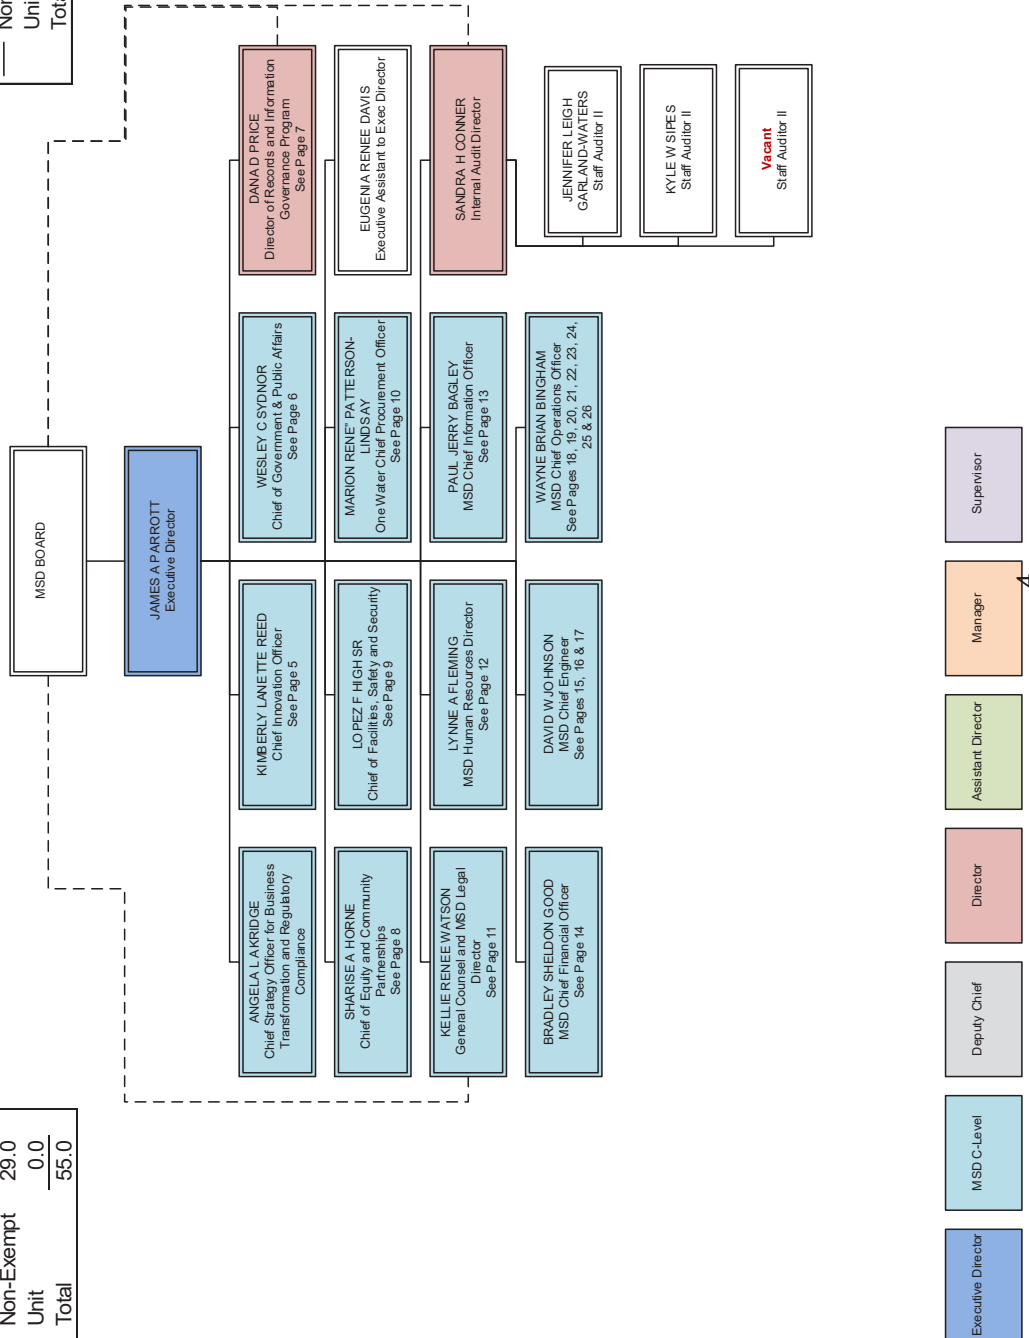 Non-Exempt 29.0
Unit 0.0
Total 55.0
MSD BOARD
JAMES A PARROTT
Executive Director
ANGELA L AKRIDGE
Chief Strategy Officer for Business
Transformation and Regulatory
Compliance
KIMBERLY LANETTE REED
Chief Innovation Officer
See Page 5
WESLEY C SYDNOR
Chief of Government & Public Affairs
See Page 6
DANA D PRICE
Director of Records and Information
Governance Program
See Page 7
SHARISE A HORNE
Chief of Equity and Community
Partnerships
See Page 8
LOPEZ F HIGH SR
Chief of Facilities, Safety and Security
See Page 9
MARION RENE" PATTERSON-
LINDSAY
One Water Chief Procurement Officer
See Page 10
EUGENIA RENEE DAVIS
Executive Assistant to Exec Director
KELLIE RENEE WATSON
General Counsel and MSD Legal
Director
See Page 11
LYNNE A FLEMING
MSD Human Resources Director
See Page 12
PAUL JERRY BAGLEY
MSD Chief Information Officer
See Page 13
SANDRA H CONNER
Internal Audit Director
BRADLEY SHELDON GOOD
MSD Chief Financial Officer
See Page 14
DAVID W JOHNSON
MSD Chief Engineer
See Pages 15, 16 & 17
WAYNE BRIAN BINGHAM
MSD Chief Operations Officer
See Pages 18, 19, 20, 21, 22, 23, 24,
25 & 26
JENNIFER LEIGH
GARLAND-WATERS
Staff Auditor II
KYLE W SIPES
Staff Auditor II
Vacant
Staff Auditor II
Executive Director
MSD C-Level
Deputy Chief
Director
Assistant Director
Manager
Supervisor
4